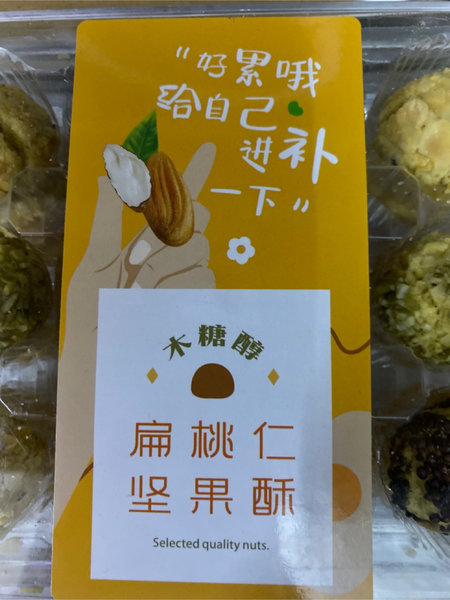 “好累哦
给自己
进补
一下”
木糖醇
扁桃仁
坚果酥
Selected quality nuts.